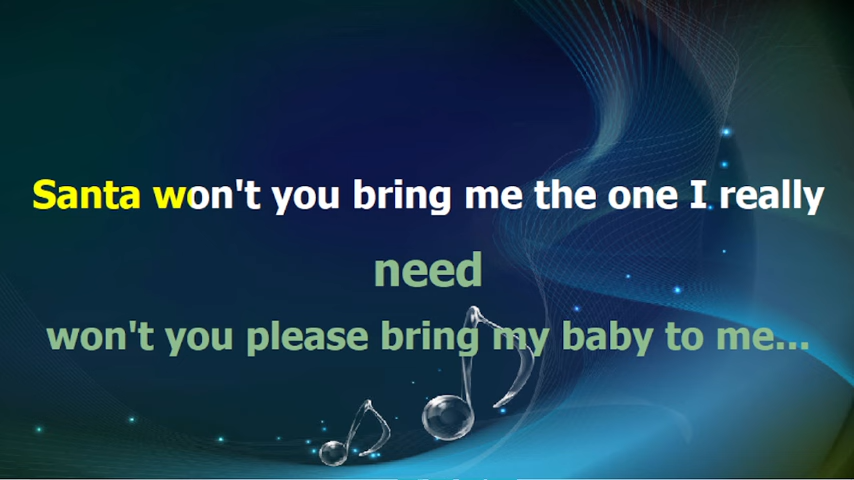 Santa won't you bring me the one I really
need
won't you please bring my baby to me...